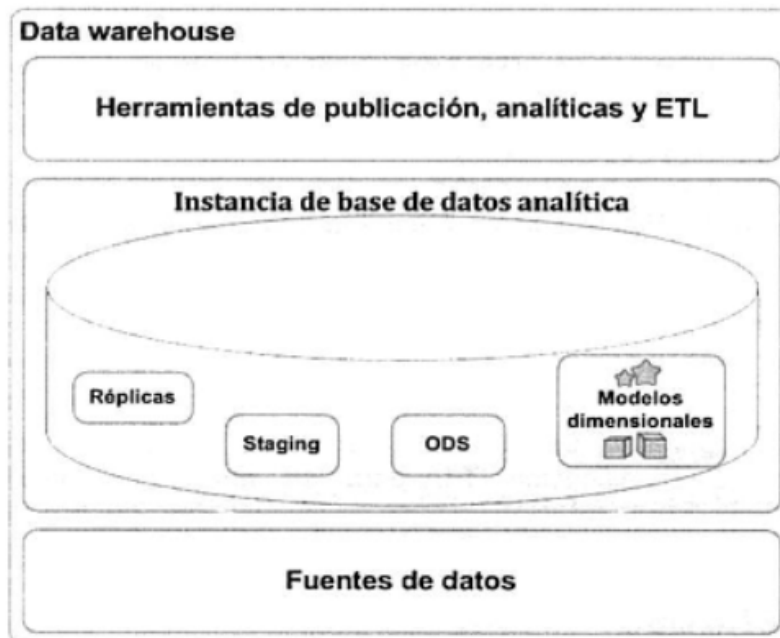 Data warehouse
Herramientas de publicación, analíticas y ETL
Instancia de base de datos analítica
Réplicas
Staging
ODS
Modelos
dimensionales
Fuentes de datos